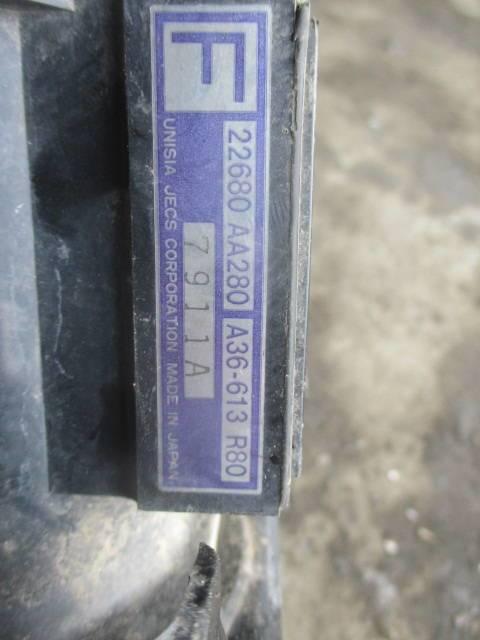 F
22680 AA280 A36-613 R80
7911A
UNISIA JECS CORPORATION MADE IN JAPAN